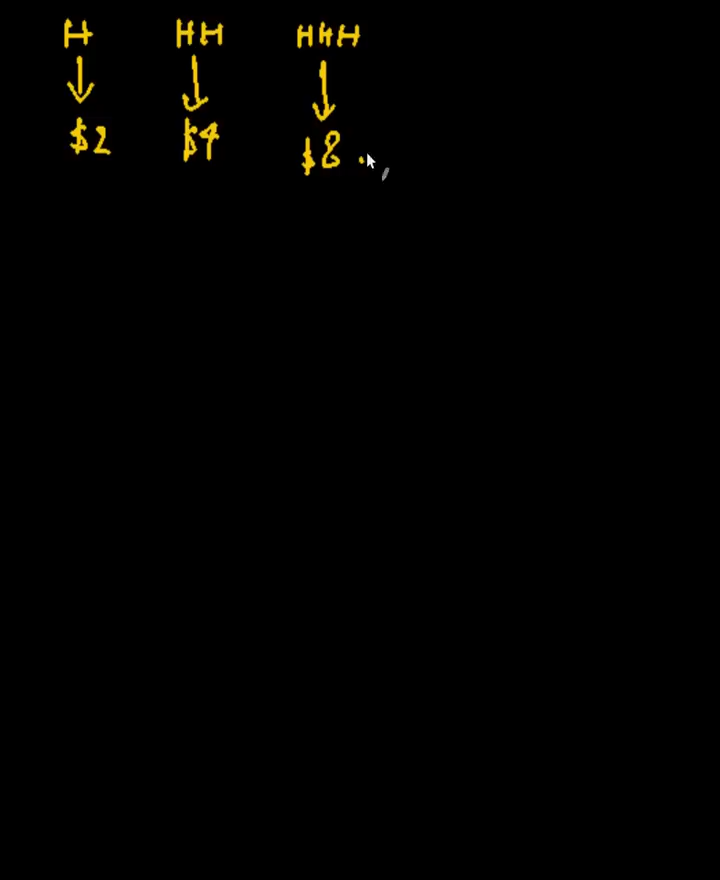 H HH HHH
↓ ↓ ↓
$2 $4 $8 .